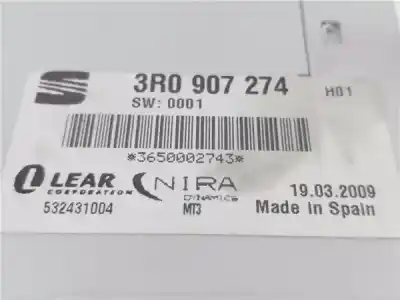 3R0 907 274 H01
SW: 0001
*3650002743*
LEAR NIRA 19.03.2009
CORPORATION DYNAMICS
532431004 MT3 Made in Spain